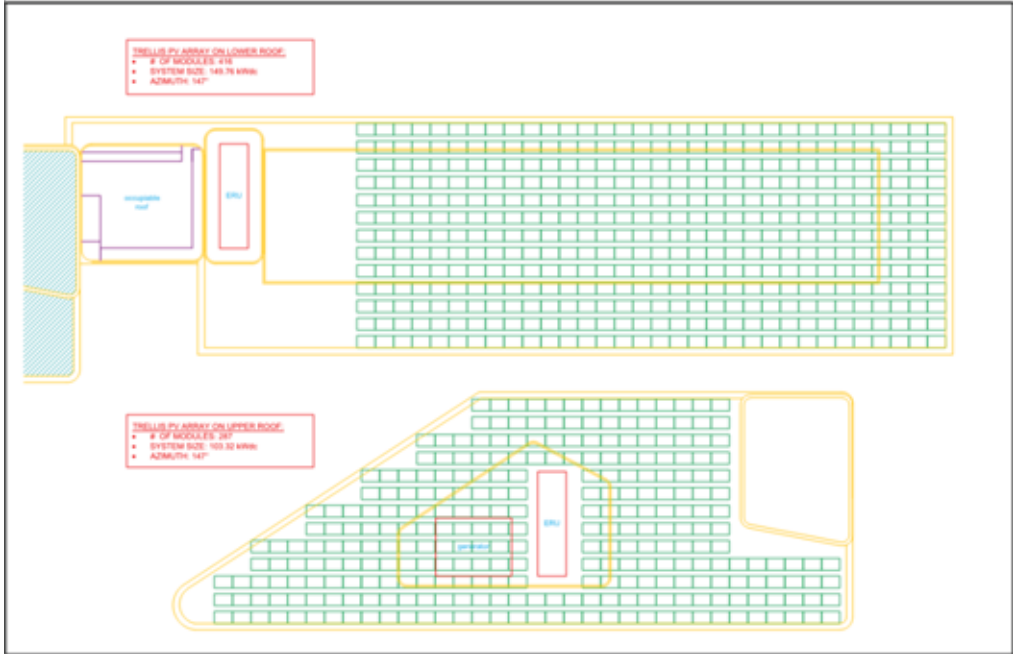 TRELLIS PV ARRAY ON LOWER ROOF:
• # OF MODULES: 416
• SYSTEM SIZE: 149.76 kWdc
• AZIMUTH: 147°
occupiable
roof
ERU
TRELLIS PV ARRAY ON UPPER ROOF:
• # OF MODULES: 287
• SYSTEM SIZE: 103.32 kWdc
• AZIMUTH: 147°
ERU
generator